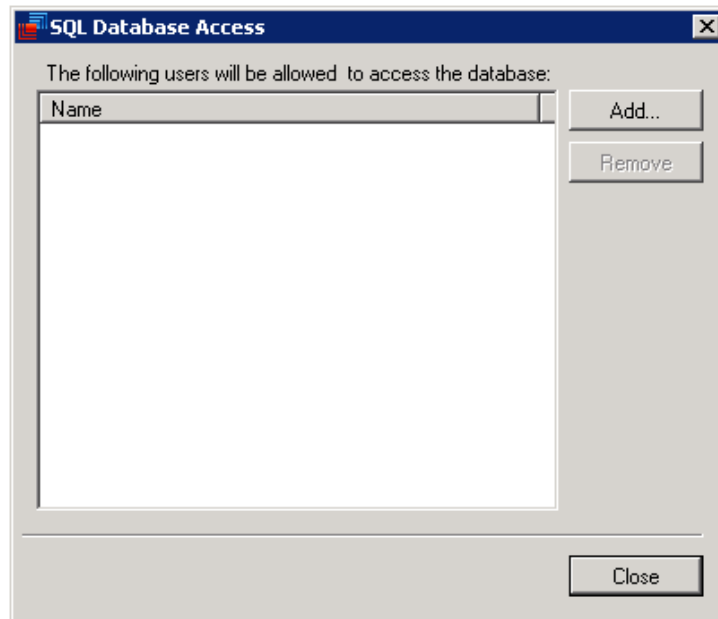 SQL Database Access
The following users will be allowed  to access the database:
Name
Add...
Remove
Close